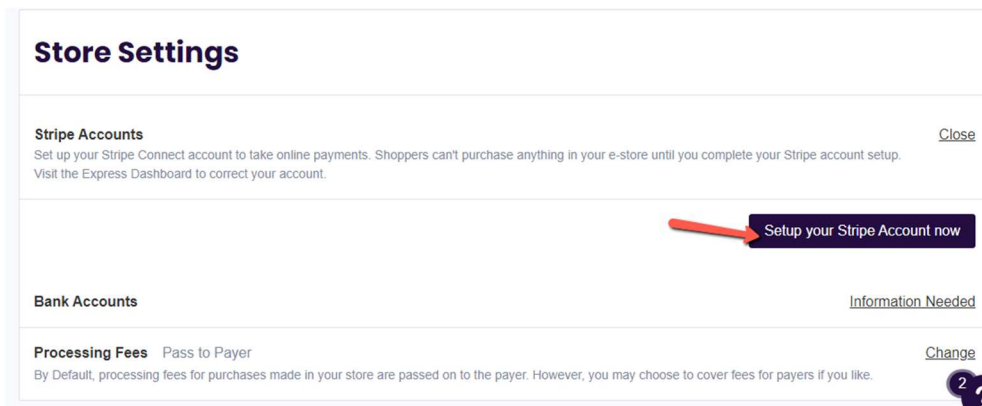 Store Settings
Stripe Accounts
Close
Set up your Stripe Connect account to take online payments. Shoppers can't purchase anything in your e-store until you complete your Stripe account setup.
Visit the Express Dashboard to correct your account.
Setup your Stripe Account now
Bank Accounts
Information Needed
Processing Fees Pass to Payer
Change
By Default, processing fees for purchases made in your store are passed on to the payer. However, you may choose to cover fees for payers if you like.
2